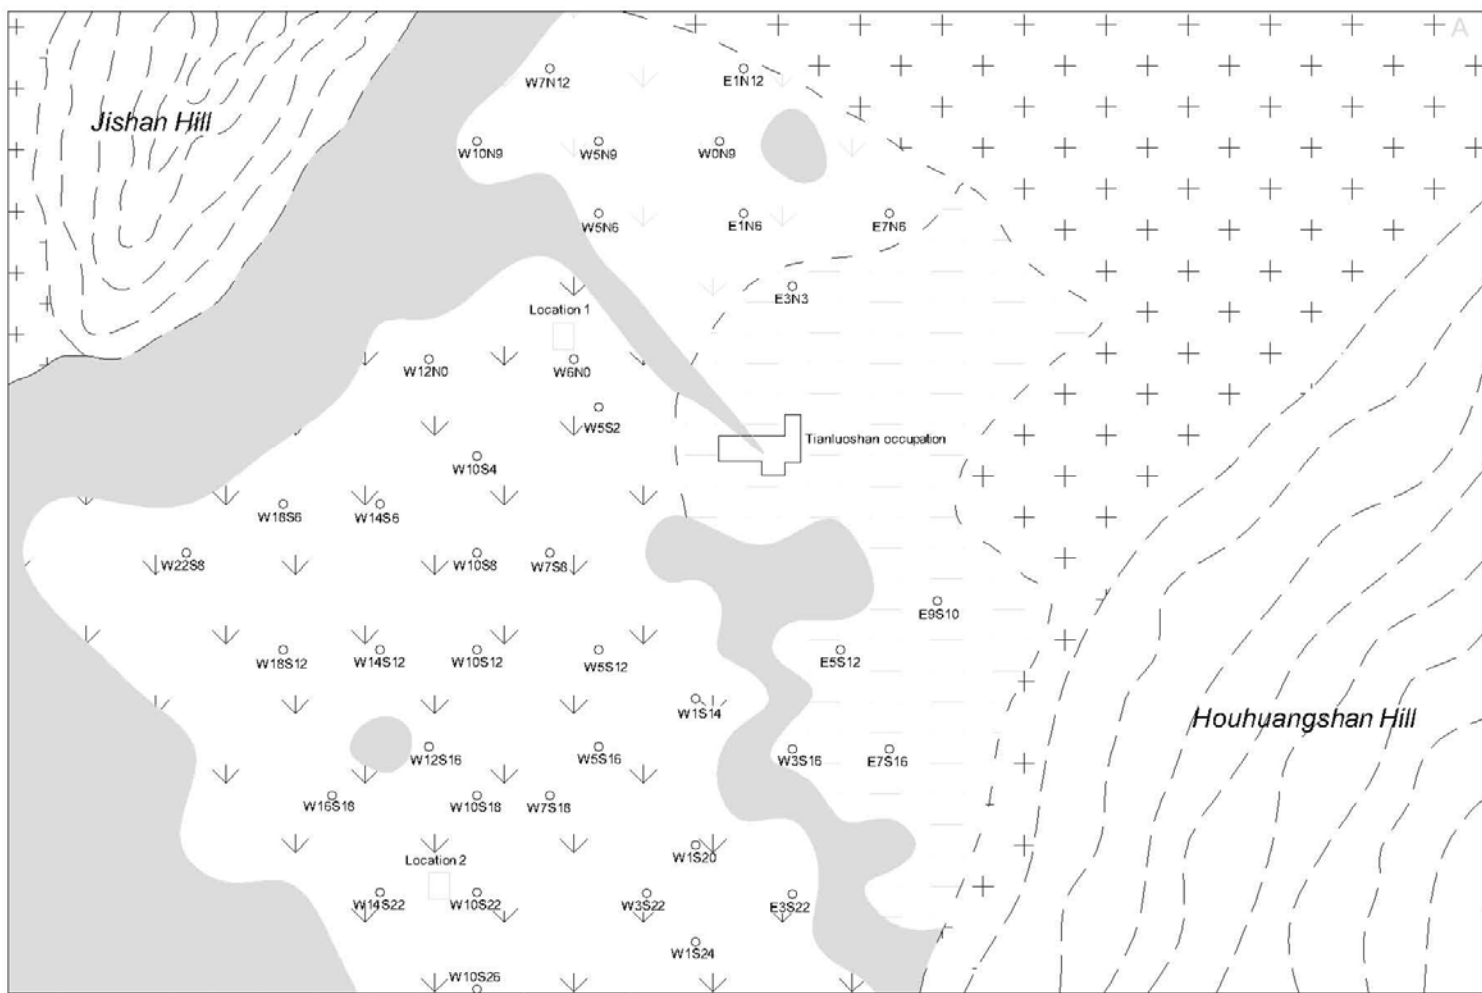 A
W7N12
E1N12
Jishan Hill
W10N9
W5N9
W0N9
W5N6
E1N6
E7N6
E3N3
Location 1
W12N0
W6N0
W5S2
Tianluoshan occupation
W10S4
W18S6
W14S6
W22S8
W10S8
W7S8
E9S10
W18S12
W14S12
W10S12
W5S12
E5S12
W1S14
Houhuangshan Hill
W12S16
W5S16
W3S16
E7S16
W16S18
W10S18
W7S18
W1S20
Location 2
W14S22
W10S22
W3S22
E3S22
W1S24
W10S26